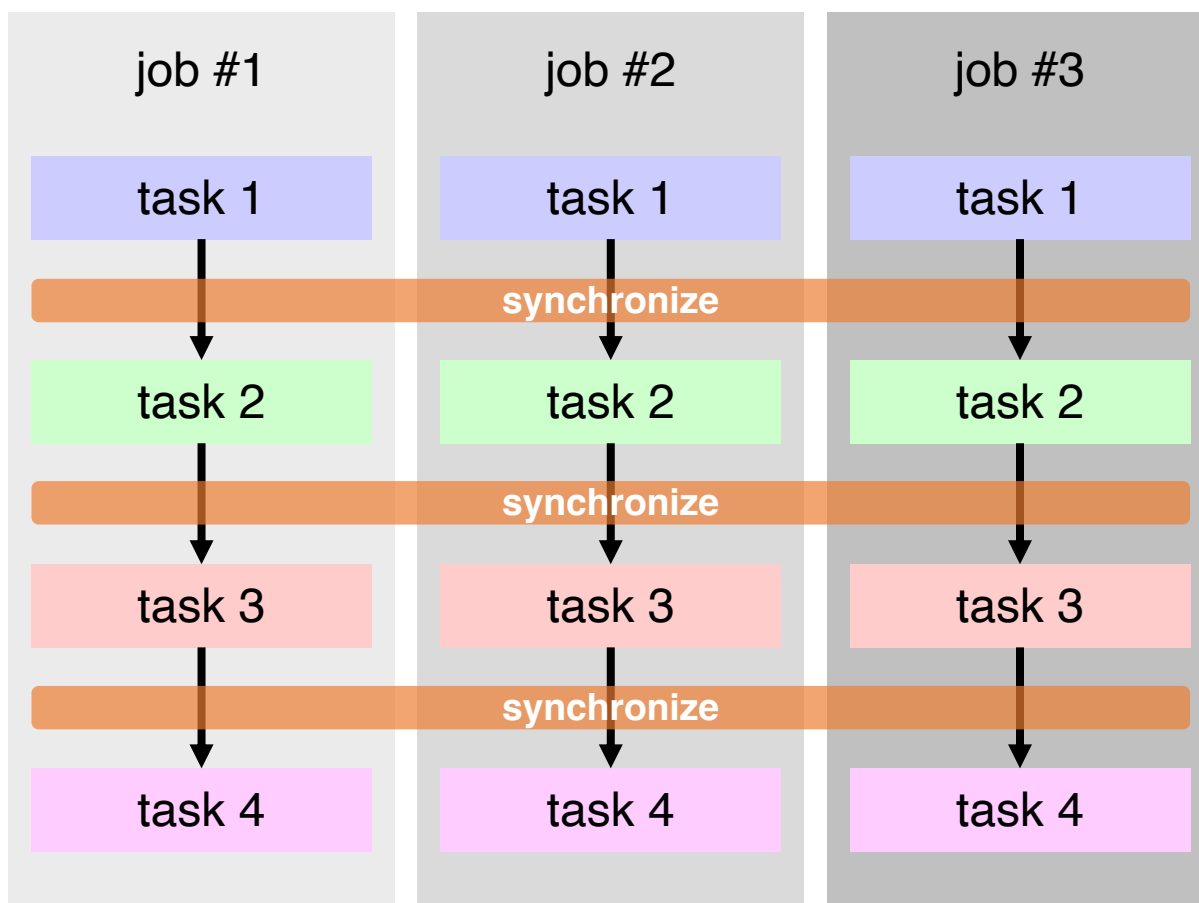 job #1 job #2 job #3
task 1 task 1 task 1
synchronize
task 2 task 2 task 2
synchronize
task 3 task 3 task 3
synchronize
task 4 task 4 task 4